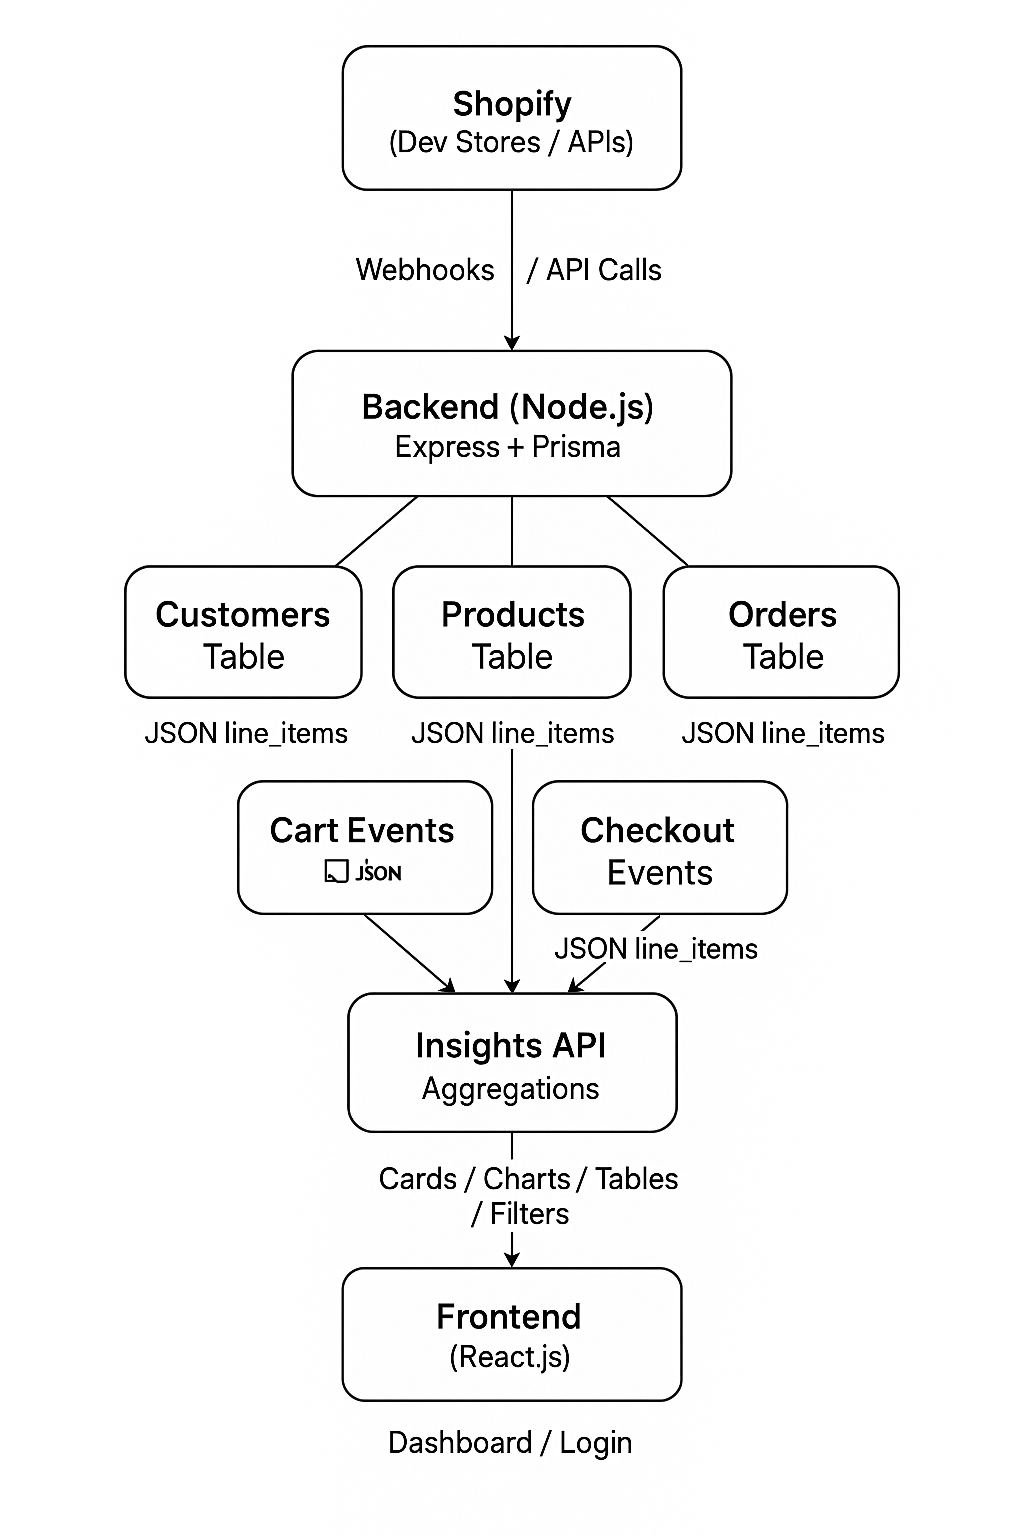 Shopify
(Dev Stores / APIs)
Webhooks / API Calls
Backend (Node.js)
Express + Prisma
Customers
Table
Products
Table
Orders
Table
JSON line_items
JSON line_items
JSON line_items
Cart Events
JSON
Checkout
Events
JSON line_items
Insights API
Aggregations
Cards / Charts / Tables
/ Filters
Frontend
(React.js)
Dashboard / Login